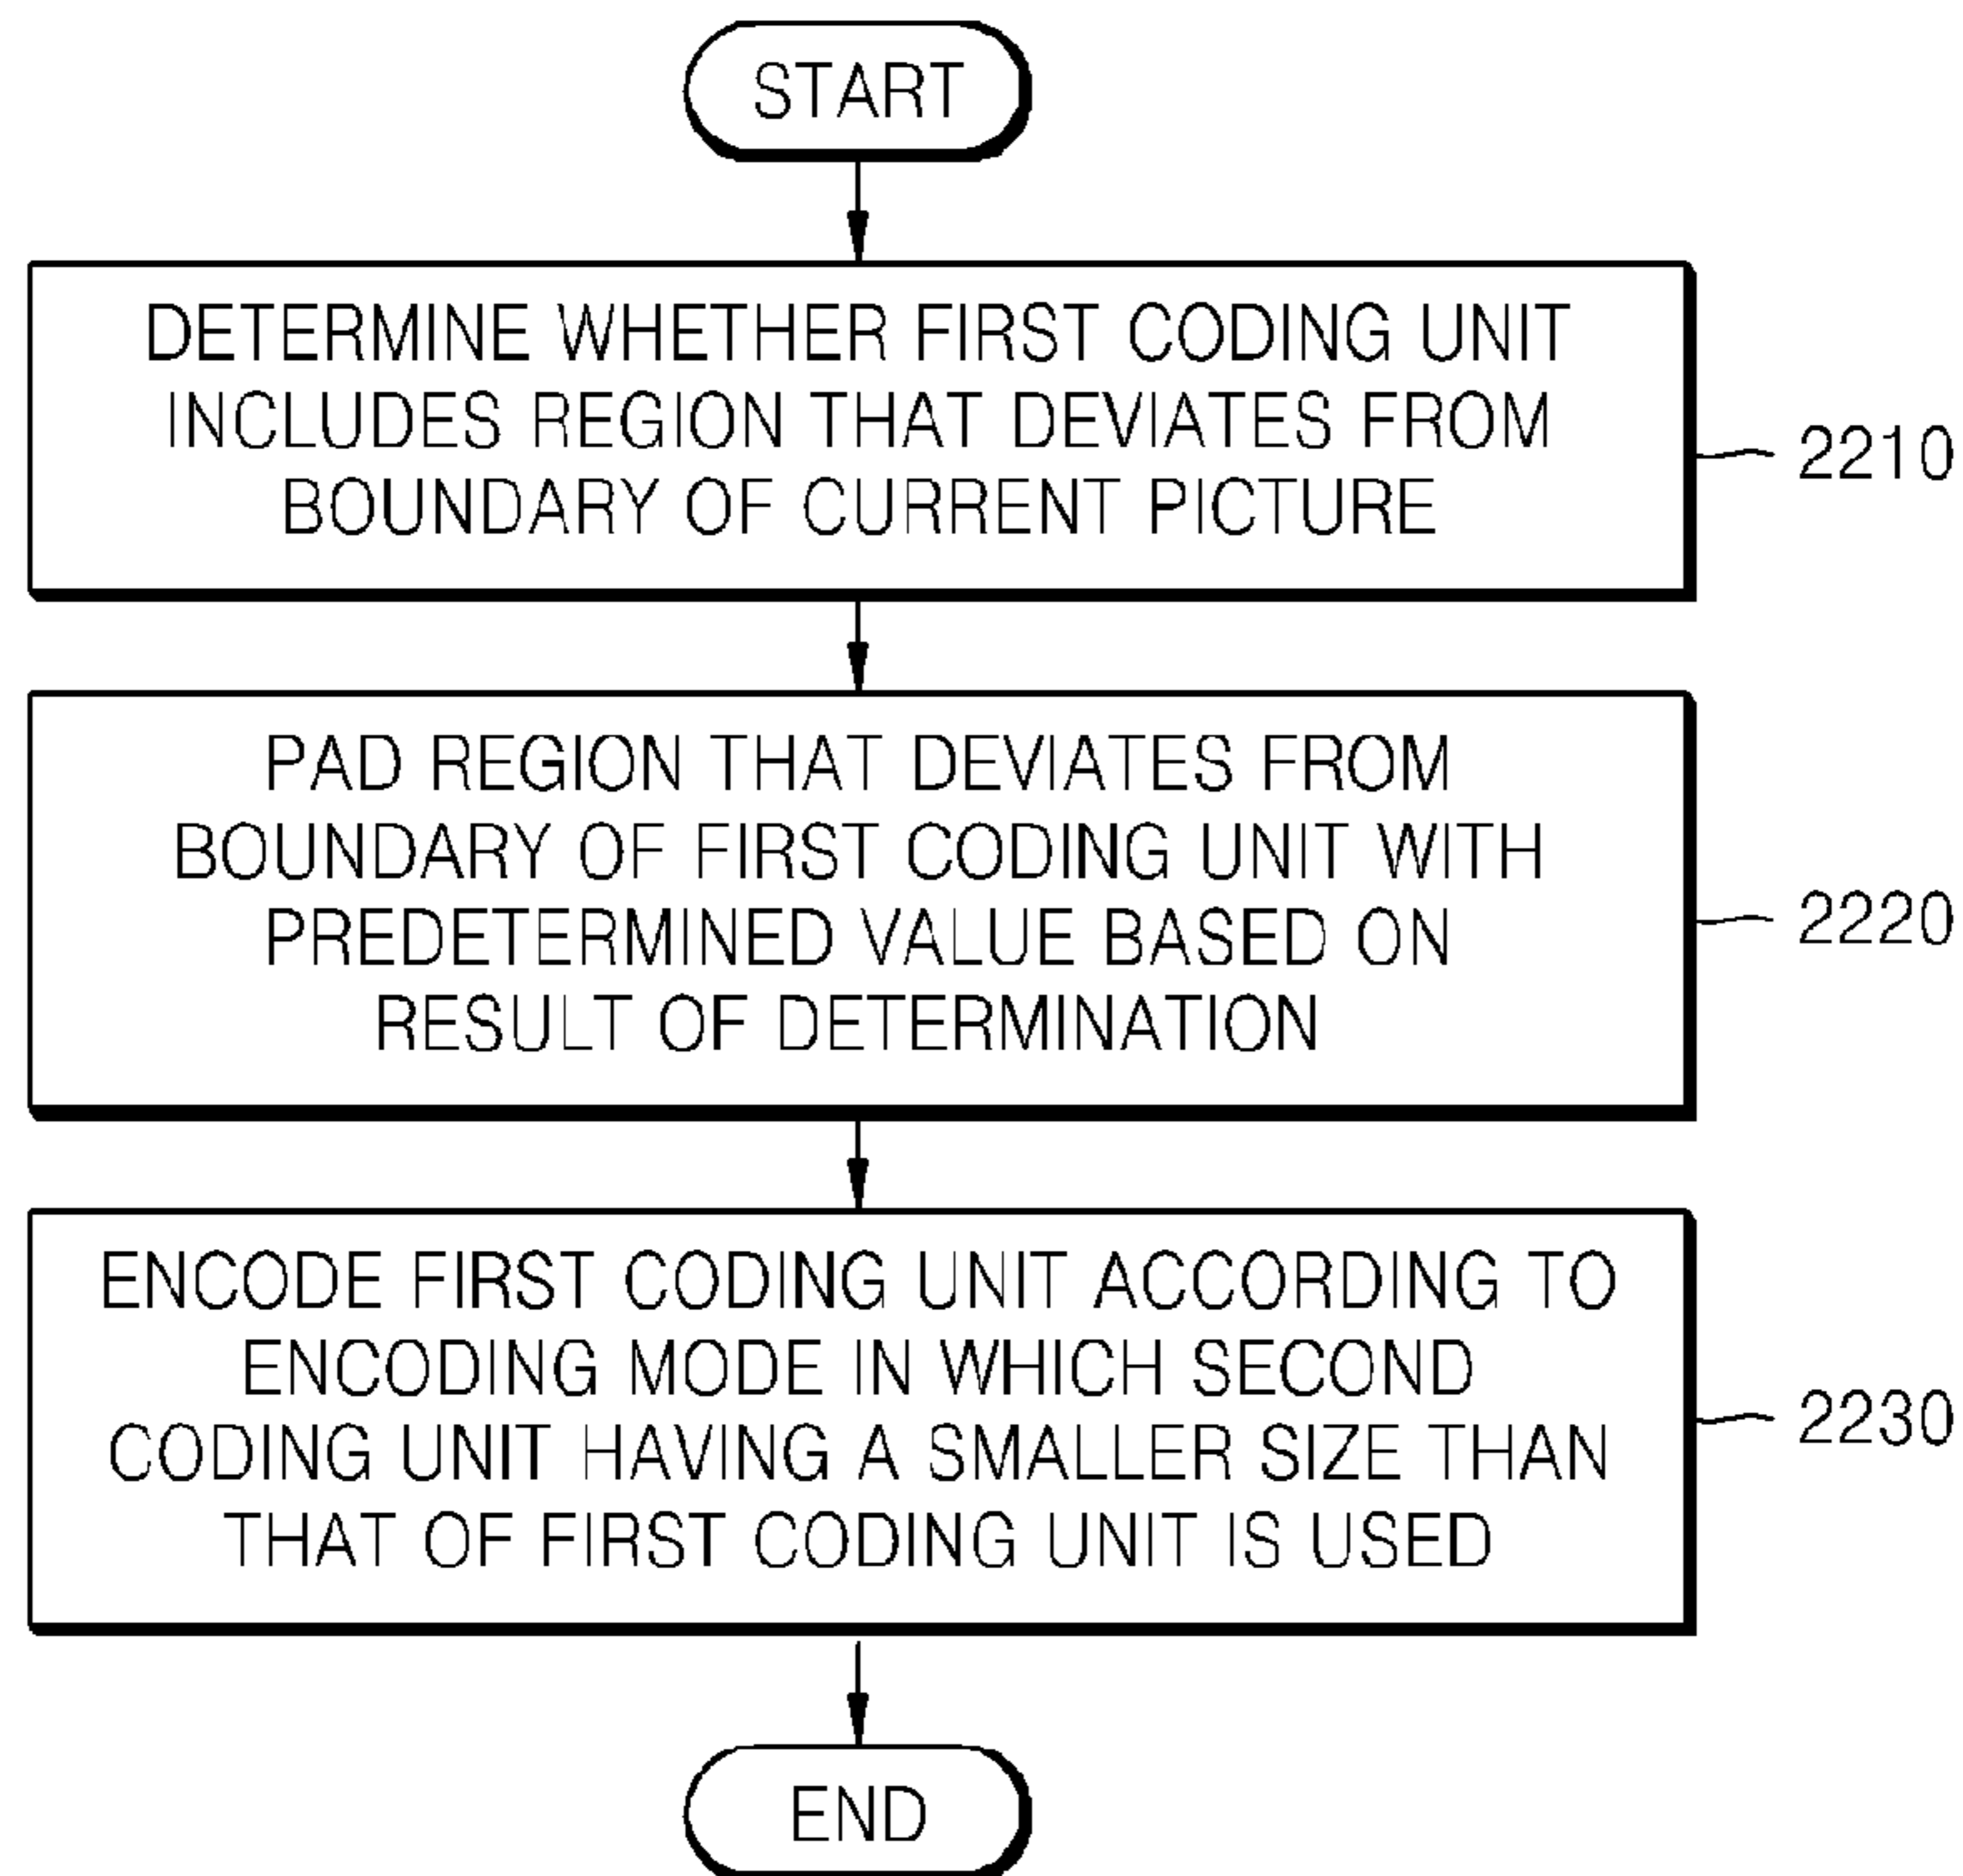 START
DETERMINE WHETHER FIRST CODING UNIT
INCLUDES REGION THAT DEVIATES FROM
BOUNDARY OF CURRENT PICTURE
2210
PAD REGION THAT DEVIATES FROM
BOUNDARY OF FIRST CODING UNIT WITH
PREDETERMINED VALUE BASED ON
RESULT OF DETERMINATION
2220
ENCODE FIRST CODING UNIT ACCORDING TO
ENCODING MODE IN WHICH SECOND
CODING UNIT HAVING A SMALLER SIZE THAN
THAT OF FIRST CODING UNIT IS USED
2230
END